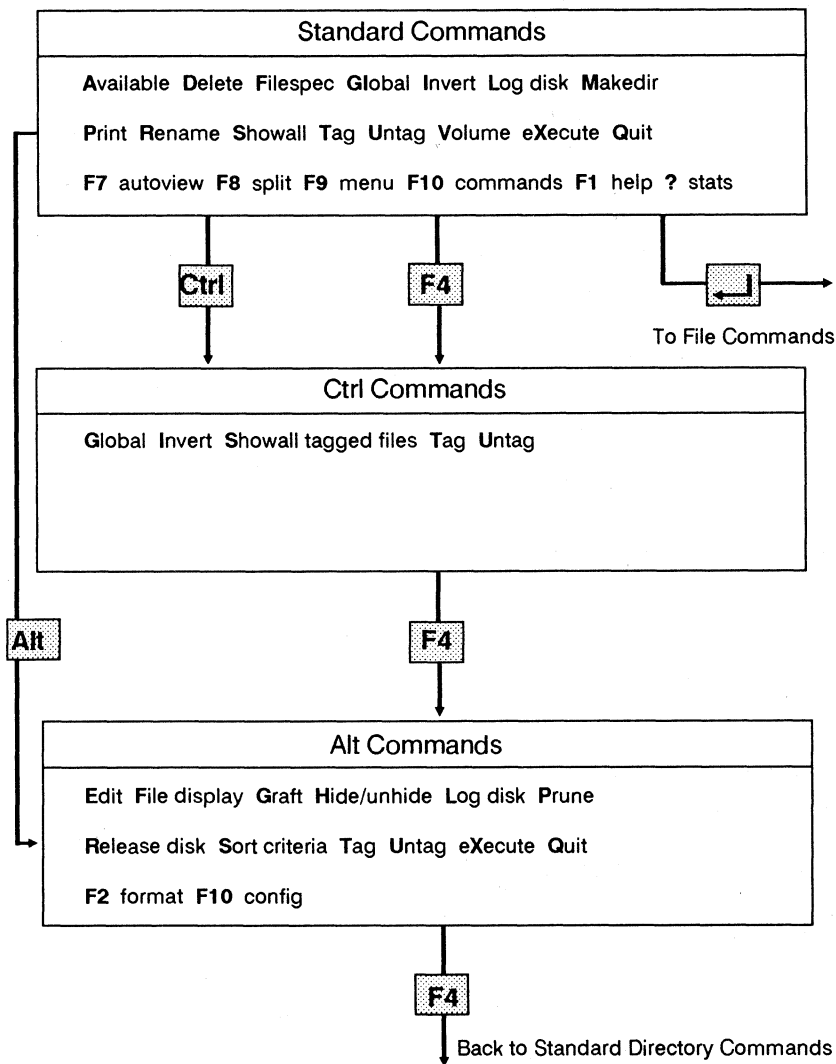 Standard Commands
Available Delete Filespec Global Invert Log disk Makedir
Print Rename Showall Tag Untag Volume eXecute Quit
F7 autoview F8 split F9 menu F10 commands F1 help ? stats
Ctrl
F4
To File Commands
Ctrl Commands
Global Invert Showall tagged files Tag Untag
Alt
F4
Alt Commands
Edit File display Graft Hide/unhide Log disk Prune
Release disk Sort criteria Tag Untag eXecute Quit
F2 format F10 config
F4
Back to Standard Directory Commands